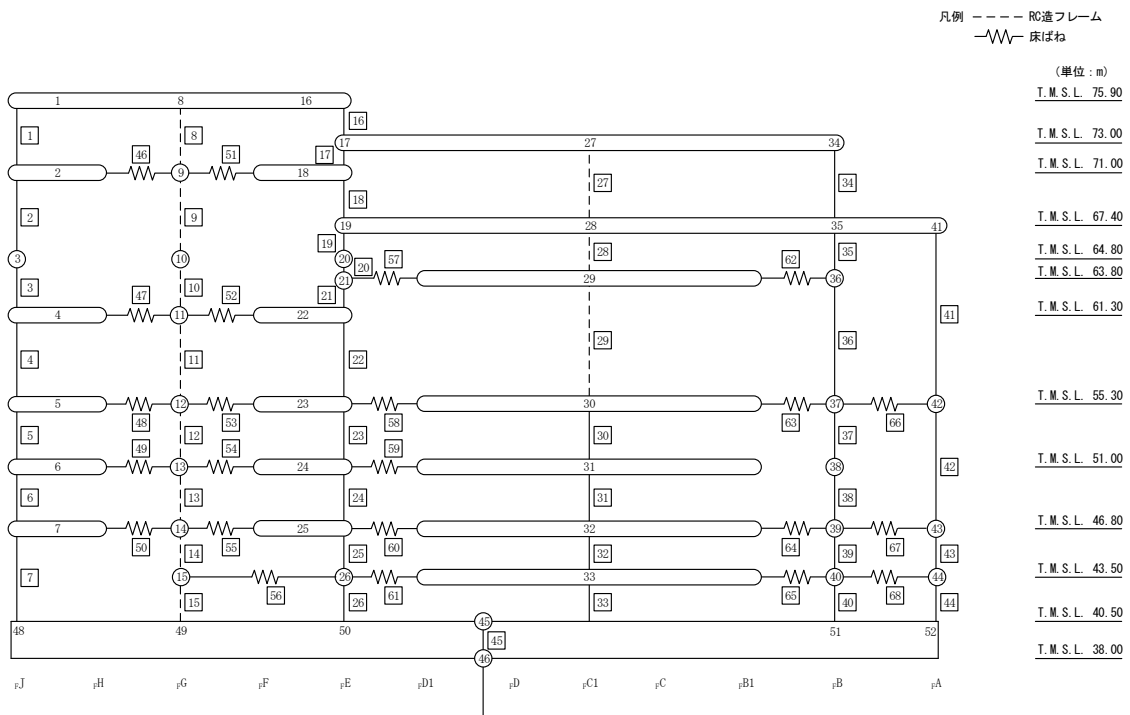 凡例 ---- RC造フレーム
床ばね
(単位：m)
T.M.S.L. 75.90
1 8 16
1 8 16
T.M.S.L. 73.00
17 27 34
46 51 17
T.M.S.L. 71.00
2 9 18
27 34
2 9 18
T.M.S.L. 67.40
19 28 35 41
19 28 35
T.M.S.L. 64.80
3 10 20 20 57 62
T.M.S.L. 63.80
21 29 36
3 10 21
47 52
T.M.S.L. 61.30
4 11 22 41
29 36
4 11 22
T.M.S.L. 55.30
5 12 23 30 37 42
48 53 58 63 66
5 12 23 30 37
49 54 59
T.M.S.L. 51.00
6 13 24 31 38 42
6 13 24 31 38
T.M.S.L. 46.80
7 14 25 32 39 43
50 55 60 64 67
14 25 32 39 43
T.M.S.L. 43.50
7 15 26 33 40 44
56 61 65 68
15 26 33 40 44
T.M.S.L. 40.50
48 49 50 45 51 52
45
T.M.S.L. 38.00
46
FJ FH FG FF FE FD1 FD FC1 FC FB1 FB FA